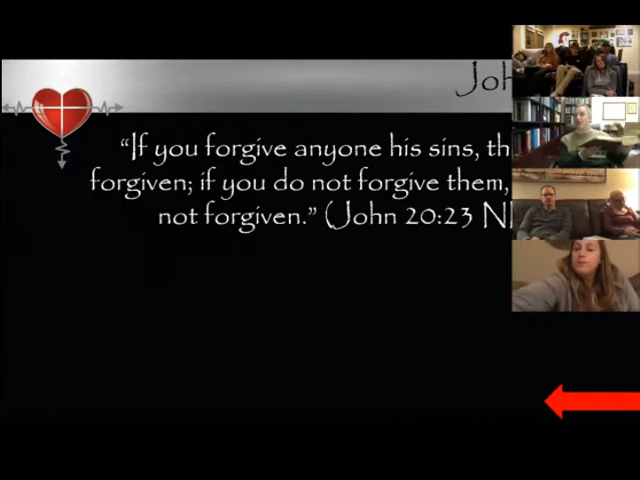 Joh
“If you forgive anyone his sins, th
forgiven; if you do not forgive them,
not forgiven.” (John 20:23 NI